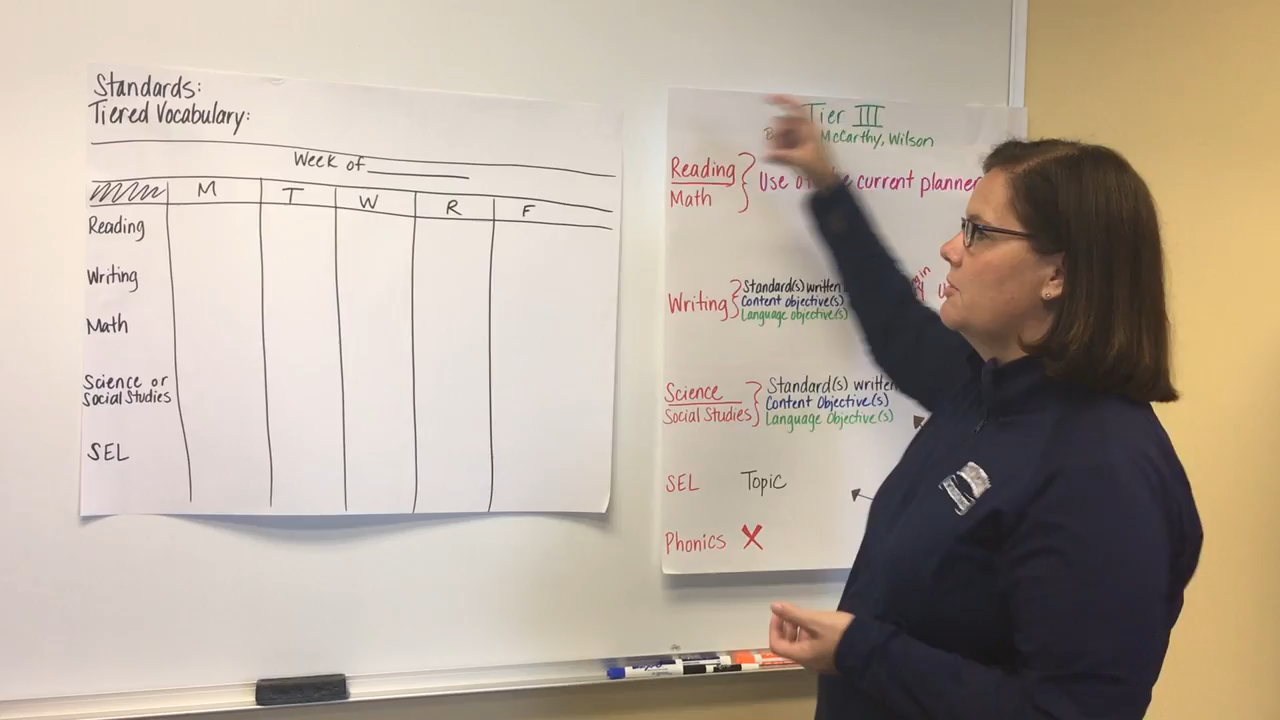 Standards:
Tiered Vocabulary:
Week of
M T W R F
Reading
Writing
Math
Science or
Social Studies
SEL
Tier III
McCarthy, Wilson
Reading
Math
Use current planner
Writing
Standard(s) written
Content objective(s)
Language objective(s)
Science
Social Studies
Standard(s) written
Content Objective(s)
Language Objective(s)
SEL Topic
Phonics X